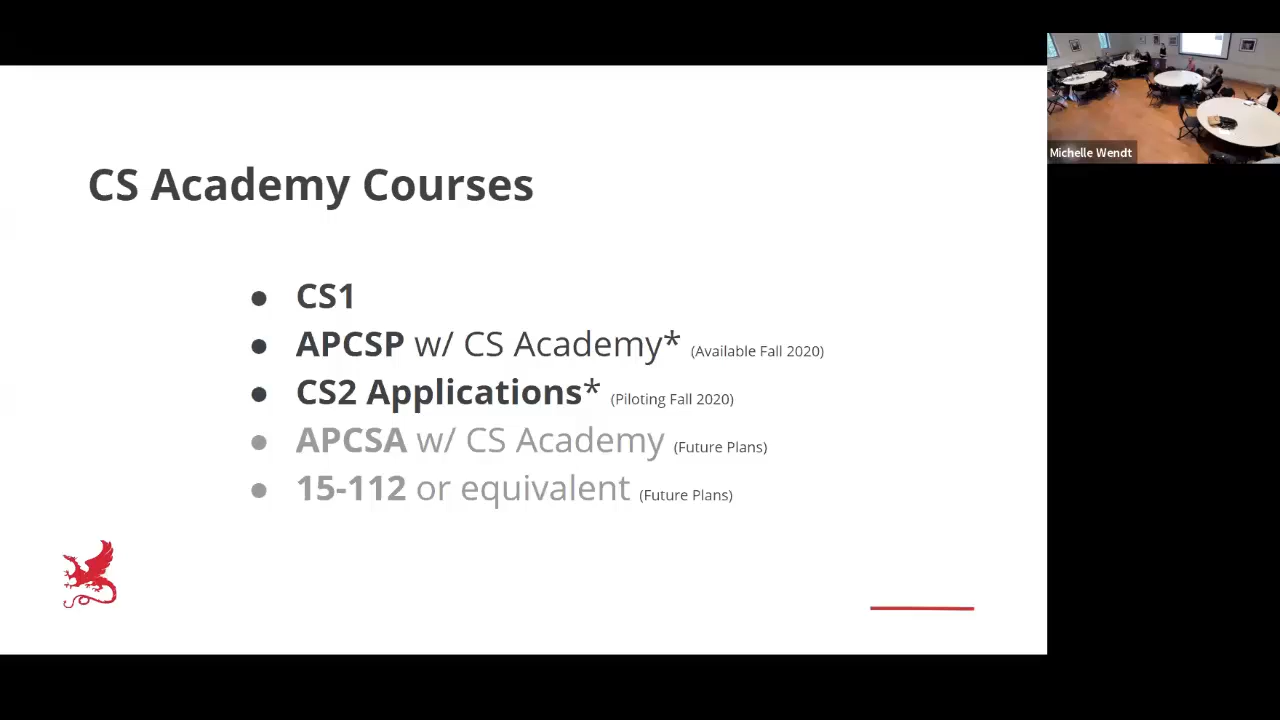 CS Academy Courses
● CS1
● APCSP w/ CS Academy* (Available Fall 2020)
● CS2 Applications* (Piloting Fall 2020)
● APCSA w/ CS Academy (Future Plans)
● 15-112 or equivalent (Future Plans)
Michelle Wendt